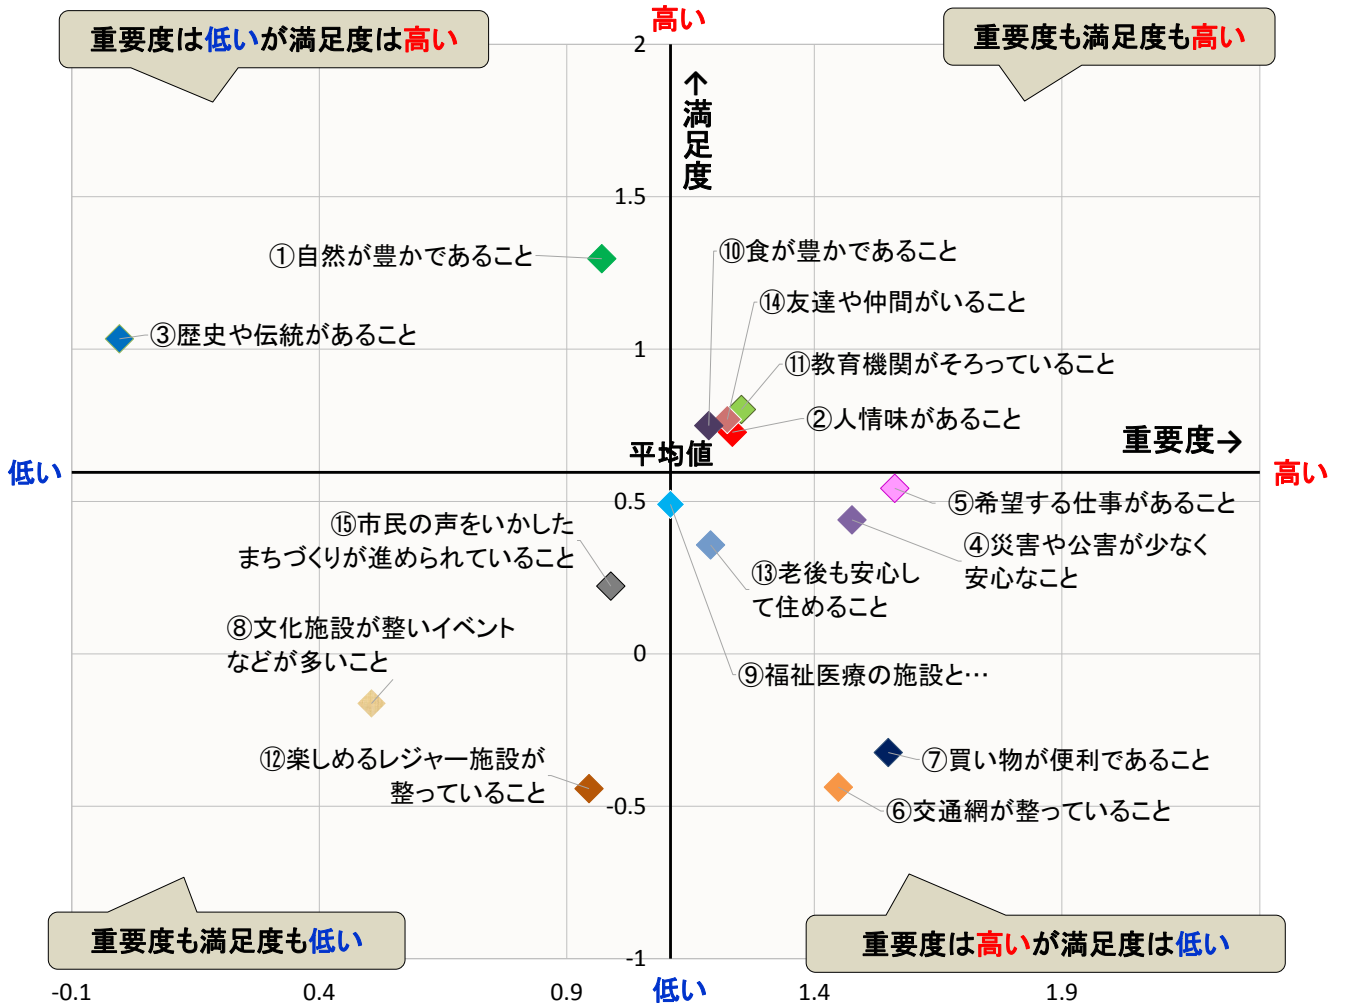 高い
重要度は低いが満足度は高い
重要度も満足度も高い
2
↑満足度
1.5
①自然が豊かであること
⑩食が豊かであること
⑭友達や仲間がいること
③歴史や伝統があること
1
⑪教育機関がそろっていること
②人情味があること
重要度→
平均値
低い
高い
0.5
⑤希望する仕事があること
⑮市民の声をいかした
まちづくりが進められていること
④災害や公害が少なく
安心なこと
⑬老後も安心し
て住めること
⑧文化施設が整いイベント
などが多いこと
0
⑨福祉医療の施設と…
⑫楽しめるレジャー施設が
整っていること
⑦買い物が便利であること
-0.5
⑥交通網が整っていること
重要度も満足度も低い
重要度は高いが満足度は低い
-1
-0.1
0.4
0.9
低い
1.4
1.9